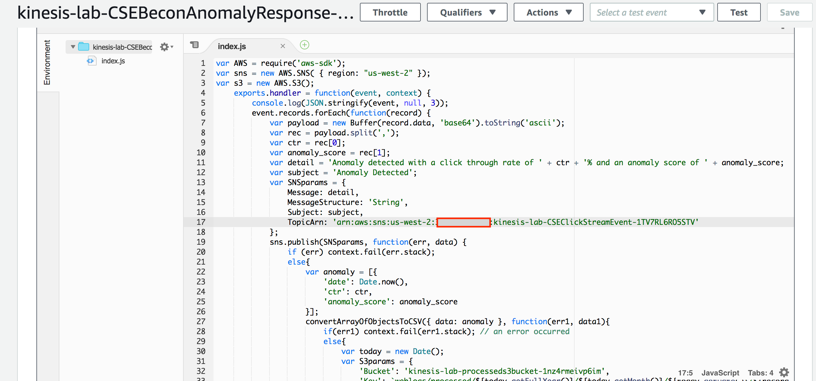 kinesis-lab-CSEBeconAnomalyResponse-...
Throttle
Qualifiers
Actions
Select a test event
Test
Save
Environment
kinesis-lab-CSEBecc
index.js
index.js
1 var AWS = require('aws-sdk');
2 var sns = new AWS.SNS( { region: "us-west-2" });
3 var s3 = new AWS.S3();
4 exports.handler = function(event, context) {
5 console.log(JSON.stringify(event, null, 3));
6 event.records.forEach(function(record) {
7 var payload = new Buffer(record.data, 'base64').toString('ascii');
8 var rec = payload.split(',');
9 var ctr = rec[0];
10 var anomaly_score = rec[1];
11 var detail = 'Anomaly detected with a click through rate of ' + ctr + '% and an anomaly score of ' + anomaly_score;
12 var subject = 'Anomaly Detected';
13 var SNSparams = {
14 Message: detail,
15 MessageStructure: 'String',
16 Subject: subject,
17 TopicArn: 'arn:aws:sns:us-west-2: :kinesis-lab-CSEClickStreamEvent-1TV7RL6RO5STV'
18 };
19 sns.publish(SNSparams, function(err, data) {
20 if (err) context.fail(err.stack);
21 else{
22 var anomaly = [{
23 'date': Date.now(),
24 'ctr': ctr,
25 'anomaly_score': anomaly_score
26 }];
27 convertArrayOfObjectsToCSV({ data: anomaly }, function(err1, data1){
28 if(err1) context.fail(err1.stack); // an error occurred
29 else{
30 var today = new Date();
31 var S3params = {
32 'Bucket': 'kinesis-lab-processeds3bucket-1nz4rmeivp6im',
17:5 JavaScript Tabs: 4